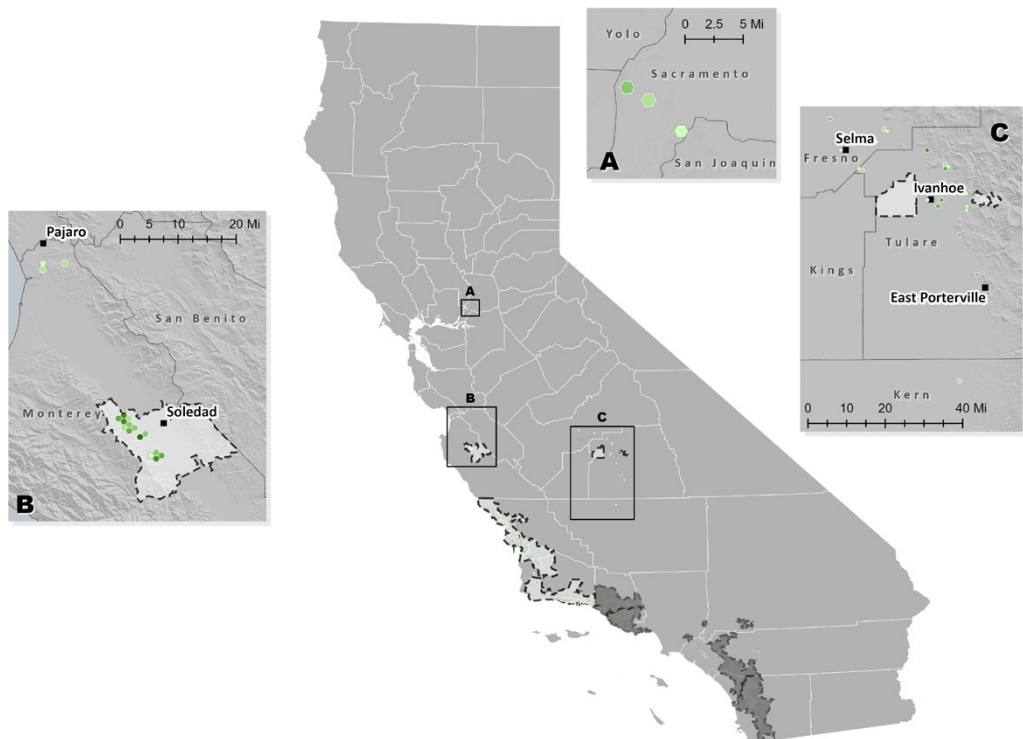 0 2.5 5 Mi
Yolo
Sacramento
San Joaquin
A
C
Selma
Fresno
Ivanhoe
Tulare
Kings
East Porterville
Kern
0 10 20 40 Mi
0 5 10 20 Mi
Pajaro
San Benito
Monterey
Soledad
B
A
B
C